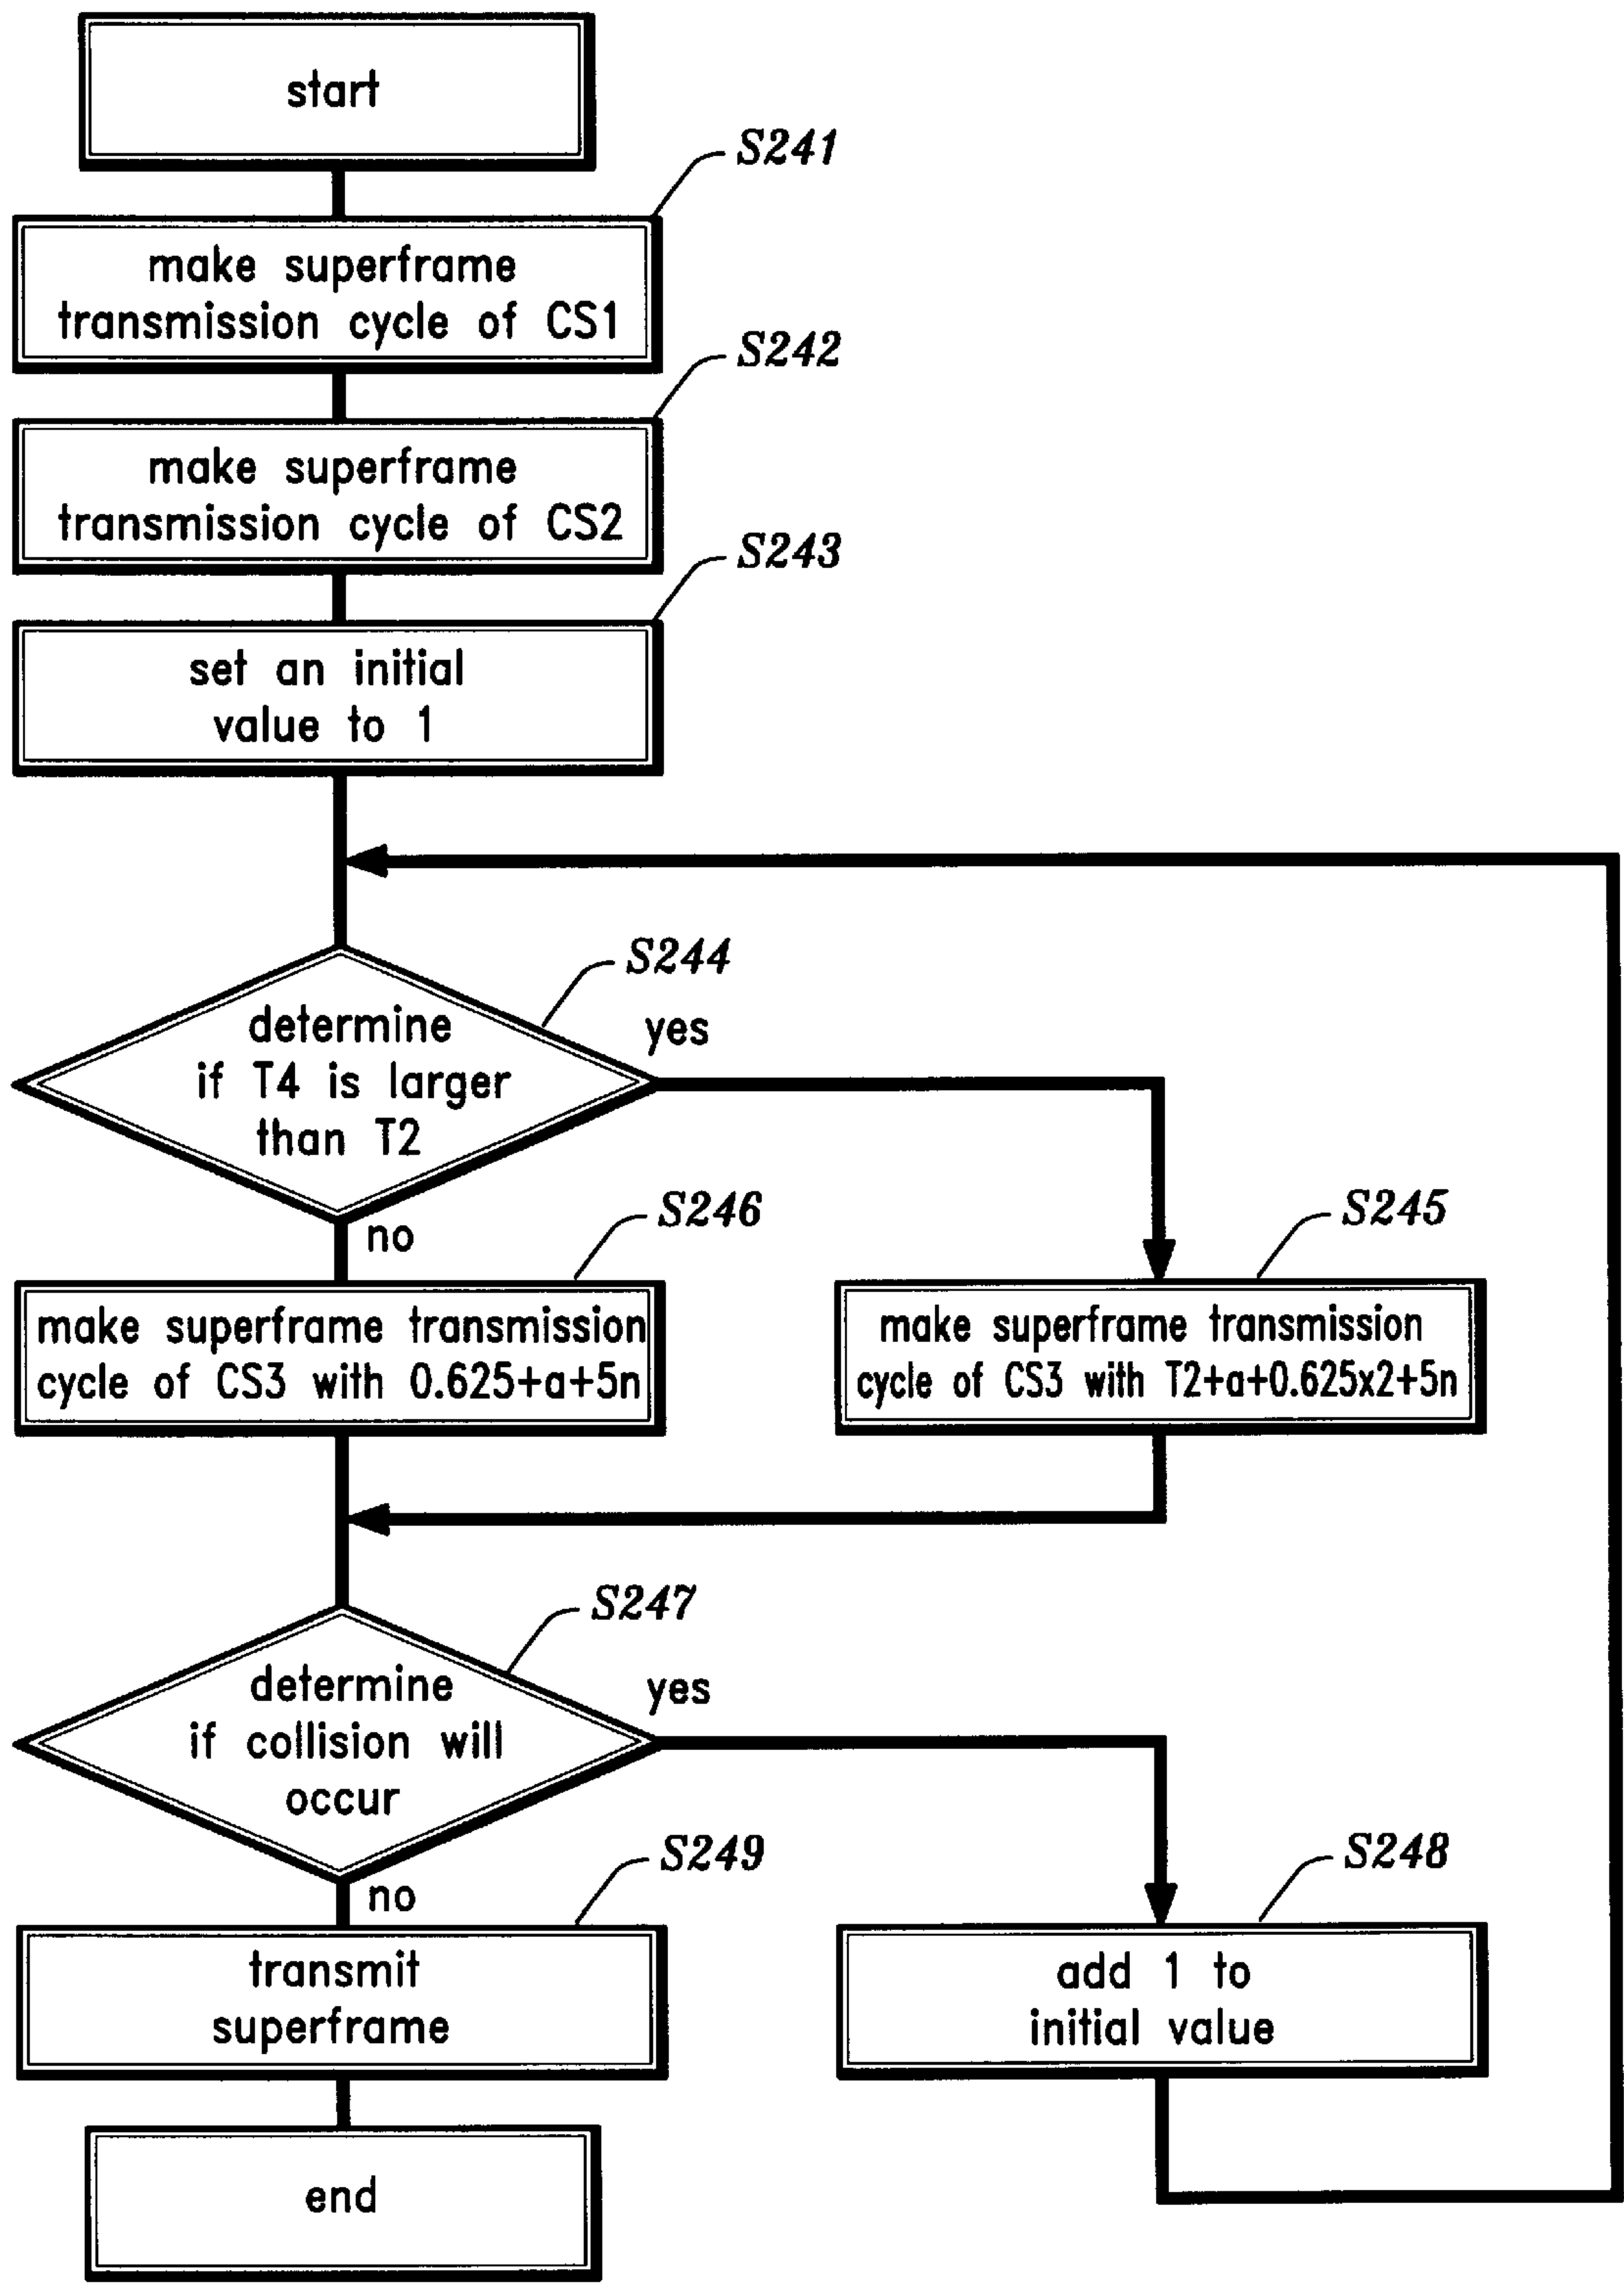 start
S241
make superframe
transmission cycle of CS1
S242
make superframe
transmission cycle of CS2
S243
set an initial
value to 1
S244
determine
if T4 is larger
than T2
yes
no
S246
make superframe transmission
cycle of CS3 with 0.625+a+5n
S245
make superframe transmission
cycle of CS3 with T2+a+0.625x2+5n
S247
determine
if collision will
occur
yes
no
S249
transmit
superframe
S248
add 1 to
initial value
end